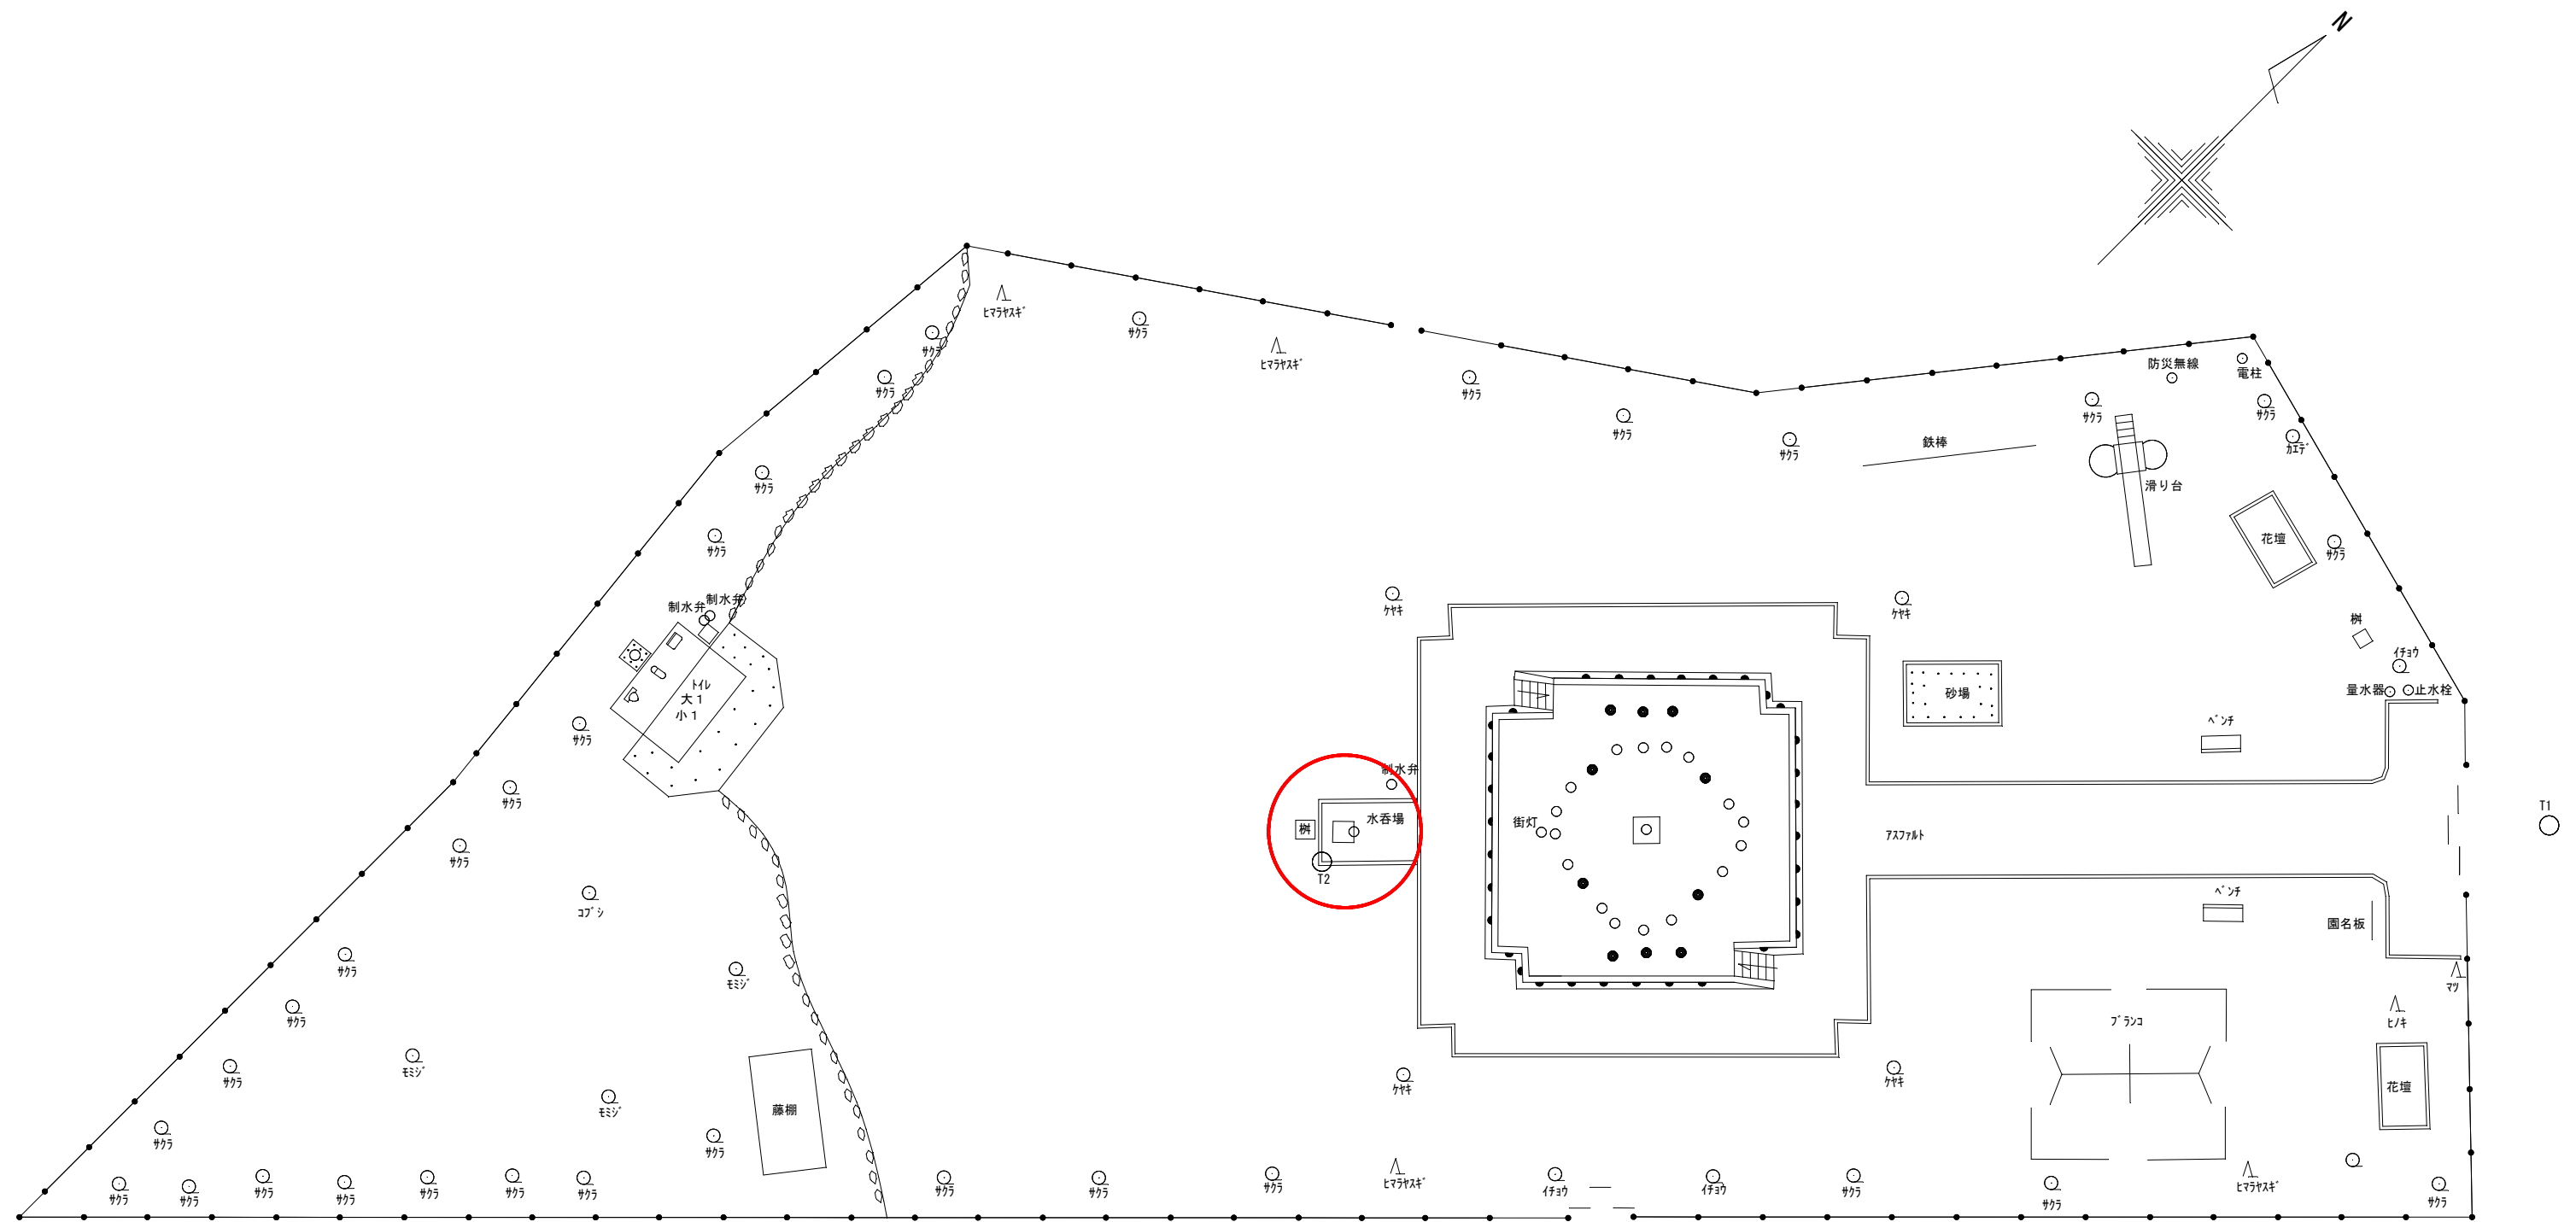 N
ﾋﾏﾗﾔｽｷﾞ
ｻｸﾗ
ｻｸﾗ
ﾋﾏﾗﾔｽｷﾞ
ｻｸﾗ
ｻｸﾗ
ｻｸﾗ
ｻｸﾗ
ｻｸﾗ
防災無線
電柱
ｻｸﾗ
ｻｸﾗ
ｶｴﾃﾞ
鉄棒
滑り台
ｻｸﾗ
ｻｸﾗ
花壇
ｻｸﾗ
制水弁
制水弁
ｹﾔｷ
ｹﾔｷ
桝
ｲﾁｮｳ
ﾄｲﾚ
大1
小1
砂場
量水器
止水栓
ﾍﾞﾝﾁ
ｻｸﾗ
ｻｸﾗ
制水弁
水呑場
桝
T2
街灯
ｱｽﾌｧﾙﾄ
T1
ｻｸﾗ
ｺﾌﾞｼ
ﾍﾞﾝﾁ
園名板
ｻｸﾗ
ﾓﾐｼﾞ
ﾏﾂ
ｻｸﾗ
ﾌﾞﾗﾝｺ
ﾋﾉｷ
ｻｸﾗ
ﾓﾐｼﾞ
ｹﾔｷ
ｹﾔｷ
花壇
ﾓﾐｼﾞ
藤棚
ｻｸﾗ
ｻｸﾗ
ｻｸﾗ
ｻｸﾗ
ｻｸﾗ
ｻｸﾗ
ｻｸﾗ
ｻｸﾗ
ｻｸﾗ
ｻｸﾗ
ｻｸﾗ
ｻｸﾗ
ﾋﾏﾗﾔｽｷﾞ
ｲﾁｮｳ
ｲﾁｮｳ
ｻｸﾗ
ｻｸﾗ
ﾋﾏﾗﾔｽｷﾞ
ｻｸﾗ